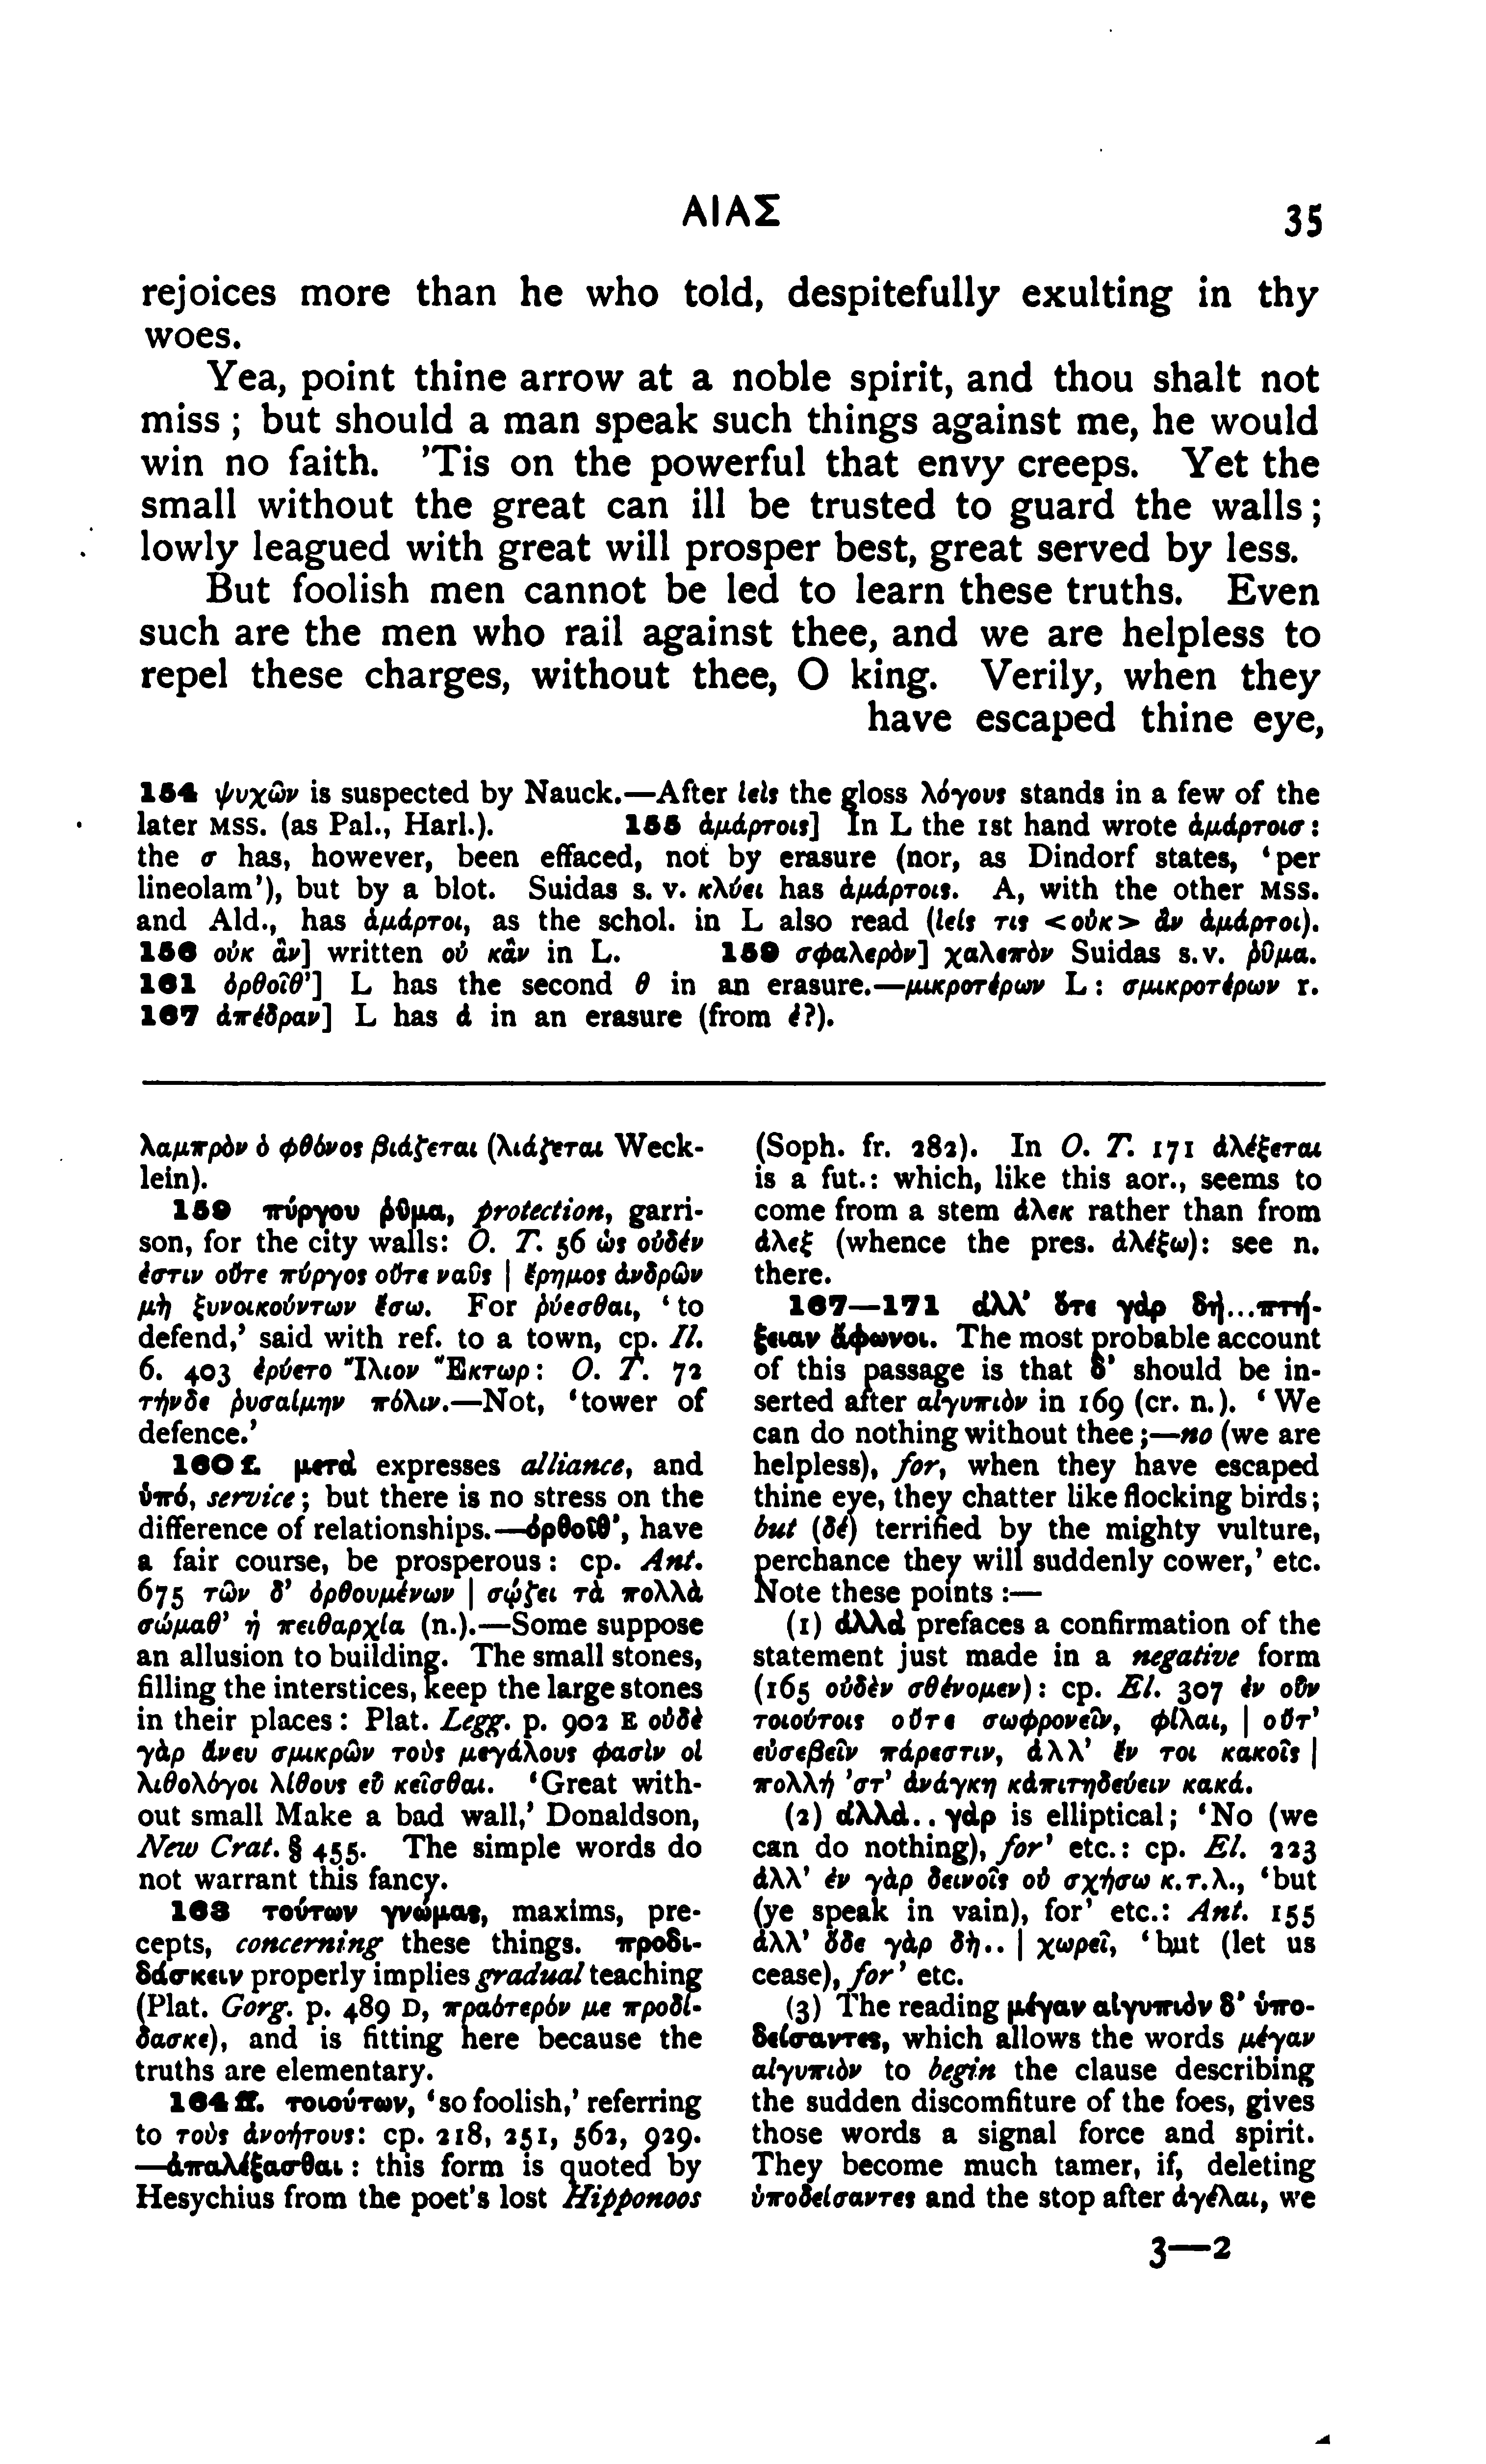 ΑΙΑΣ 35
rejoices more than he who told, despitefully exulting in thy
woes.
Yea, point thine arrow at a noble spirit, and thou shalt not
miss ; but should a man speak such things against me, he would
win no faith. ’Tis on the powerful that envy creeps. Yet the
small without the great can ill be trusted to guard the walls ;
lowly leagued with great will prosper best, great served by less.
But foolish men cannot be led to learn these truths. Even
such are the men who rail against thee, and we are helpless to
repel these charges, without thee, O king. Verily, when they
have escaped thine eye,
154 ψυχῶν is suspected by Nauck.—After ἱεὶς the gloss λόγους stands in a few of the
later MSS. (as Pal., Harl.). 155 ἁμάρτοις] In L the 1st hand wrote ἁμάρτοισ :
the σ has, however, been effaced, not by erasure (nor, as Dindorf states, ‘per
lineolam’), but by a blot. Suidas s. v. κλύει has ἁμάρτοις. A, with the other MSS.
and Ald., has ἁμάρτοι, as the schol. in L also read (ἱεὶς τις <οὐκ> ἂν ἁμάρτοι).
156 οὐκ ἂν] written οὐ κἂν in L. 159 σφαλερὸν] χαλεπὸν Suidas s.v. ῥῦμα.
161 ὀρθοῖθ’] L has the second θ in an erasure.—μικροτέρων L : σμικροτέρων r.
167 ἀπέδραν] L has ἀ in an erasure (from ἐ?).
λαμπρὸν ὁ φθόνος βιάζεται (λιάζεται Weck-
lein).
159 πύργου ῥῦμα, protection, garri-
son, for the city walls: O. T. 56 ὡς οὐδέν
ἐστιν οὔτε πύργος οὔτε ναῦς | ἔρημος ἀνδρῶν
μὴ ξυνοικούντων ἔσω. For ῥύεσθαι, ‘to
defend,’ said with ref. to a town, cp. Il.
6. 403 ἐρύετο Ἴλιον Ἕκτωρ : O. T. 72
τήνδε ῥυσαίμην πόλιν.—Not, ‘tower of
defence.’
160 f. μετὰ expresses alliance, and
ὑπό, service ; but there is no stress on the
difference of relationships.—ὀρθοῖθ’, have
a fair course, be prosperous : cp. Ant.
675 τῶν δ’ ὀρθουμένων | σῴζει τὰ πολλὰ
σώμαθ’ ἡ πειθαρχία (n.).—Some suppose
an allusion to building. The small stones,
filling the interstices, keep the large stones
in their places : Plat. Legg. p. 902 E οὐδὲ
γὰρ ἄνευ σμικρῶν τοὺς μεγάλους φασὶν οἱ
λιθολόγοι λίθους εὖ κεῖσθαι. ‘Great with-
out small Make a bad wall,’ Donaldson,
New Crat. § 455. The simple words do
not warrant this fancy.
163 τούτων γνώμας, maxims, pre-
cepts, concerning these things. προδι-
δάσκειν properly implies gradual teaching
(Plat. Gorg. p. 489 D, πραότερόν με προδί-
δασκε), and is fitting here because the
truths are elementary.
164 ff. τοιούτων, ‘so foolish,’ referring
to τοὺς ἀνοήτους: cp. 218, 251, 562, 929.
—ἀπαλέξασθαι : this form is quoted by
Hesychius from the poet’s lost Hipponoos
(Soph. fr. 282). In O. T. 171 ἀλέξεται
is a fut. : which, like this aor., seems to
come from a stem ἀλεκ rather than from
ἀλεξ (whence the pres. ἀλέξω) : see n.
there.
167—171 ἀλλ’ ὅτε γὰρ δὴ...πτή-
ξειαν ἄφωνοι. The most probable account
of this passage is that δ’ should be in-
serted after αἰγυπιὸν in 169 (cr. n.). ‘We
can do nothing without thee ;—no (we are
helpless), for, when they have escaped
thine eye, they chatter like flocking birds ;
but (δὲ) terrified by the mighty vulture,
perchance they will suddenly cower,’ etc.
Note these points :—
(1) ἀλλὰ prefaces a confirmation of the
statement just made in a negative form
(165 οὐδὲν σθένομεν) : cp. El. 307 ἐν οὖν
τοιούτοις οὔτε σωφρονεῖν, φίλαι, | οὔτ’
εὐσεβεῖν πάρεστιν, ἀλλ’ ἔν τοι κακοῖς |
πολλή ’στ’ ἀνάγκη κἀπιτηδεύειν κακά.
(2) ἀλλὰ.. γὰρ is elliptical ; ‘No (we
can do nothing), for’ etc. : cp. El. 223
ἀλλ’ ἐν γὰρ δεινοῖς οὐ σχήσω κ.τ.λ., ‘but
(ye speak in vain), for’ etc.: Ant. 155
ἀλλ’ ὅδε γὰρ δὴ.. | χωρεῖ, ‘but (let us
cease), for’ etc.
(3) The reading μέγαν αἰγυπιὸν δ’ ὑπο-
δείσαντες, which allows the words μέγαν
αἰγυπιὸν to begin the clause describing
the sudden discomfiture of the foes, gives
those words a signal force and spirit.
They become much tamer, if, deleting
ὑποδείσαντες and the stop after ἀγέλαι, we
3—2